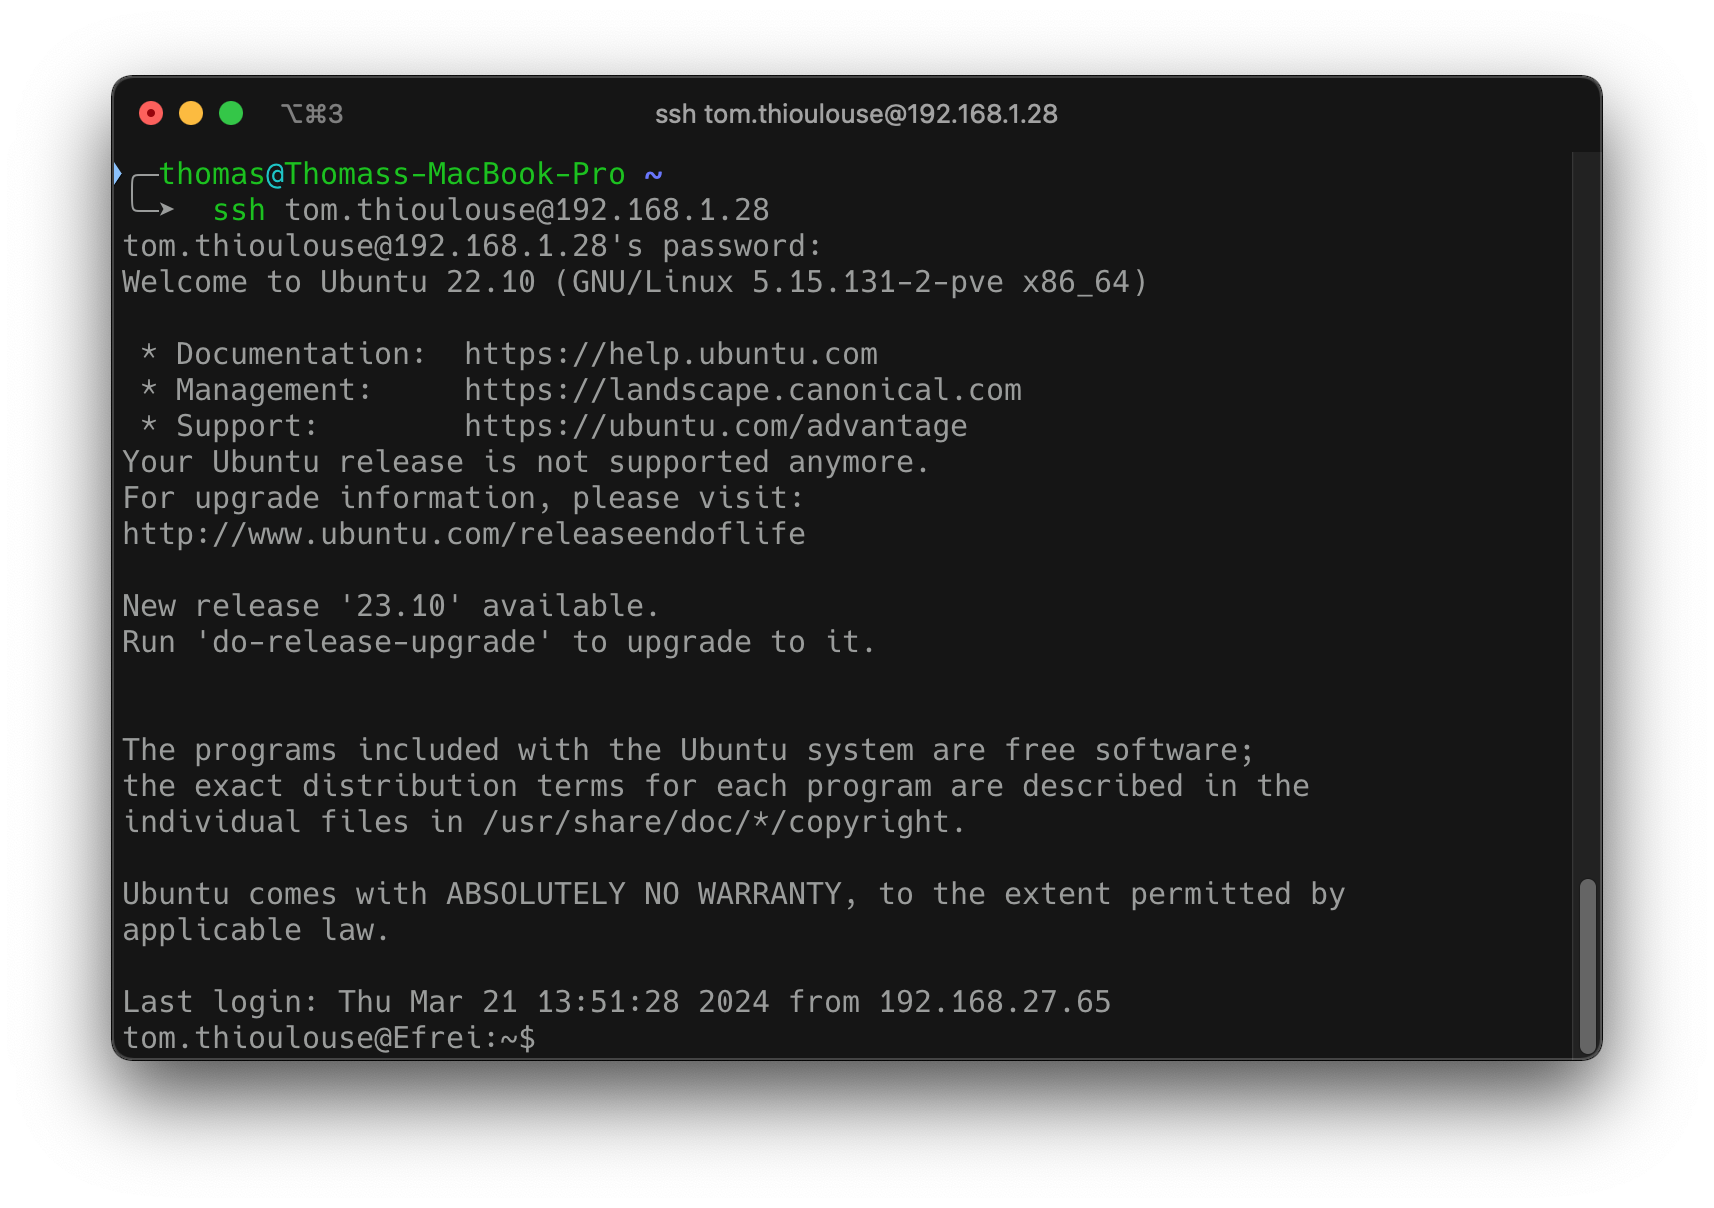 ⌥⌘3
ssh tom.thioulouse@192.168.1.28
thomas@Thomass-MacBook-Pro ~
ssh tom.thioulouse@192.168.1.28
tom.thioulouse@192.168.1.28's password:
Welcome to Ubuntu 22.10 (GNU/Linux 5.15.131-2-pve x86_64)
* Documentation:  https://help.ubuntu.com
* Management:     https://landscape.canonical.com
* Support:        https://ubuntu.com/advantage
Your Ubuntu release is not supported anymore.
For upgrade information, please visit:
http://www.ubuntu.com/releaseendoflife
New release '23.10' available.
Run 'do-release-upgrade' to upgrade to it.
The programs included with the Ubuntu system are free software;
the exact distribution terms for each program are described in the
individual files in /usr/share/doc/*/copyright.
Ubuntu comes with ABSOLUTELY NO WARRANTY, to the extent permitted by
applicable law.
Last login: Thu Mar 21 13:51:28 2024 from 192.168.27.65
tom.thioulouse@Efrei:~$